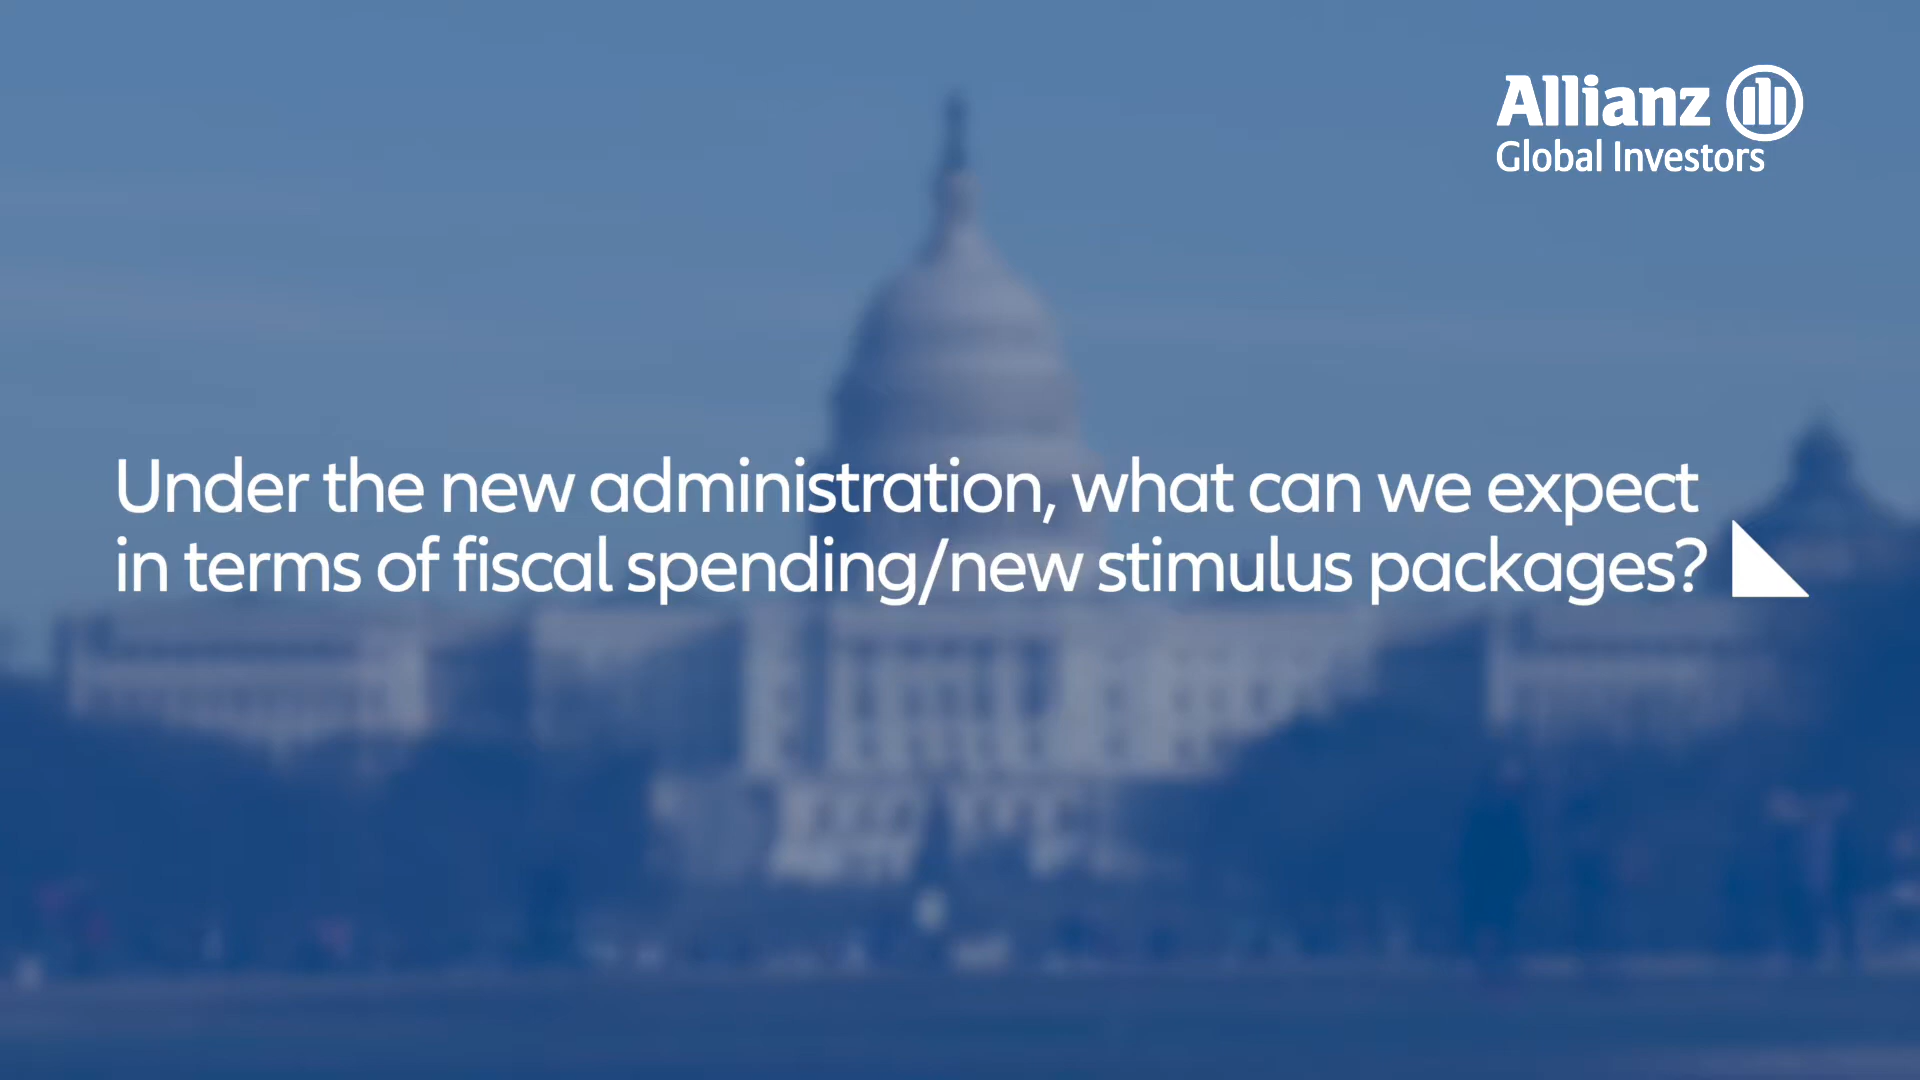 Allianz
Global Investors
Under the new administration, what can we expect
in terms of fiscal spending/new stimulus packages?